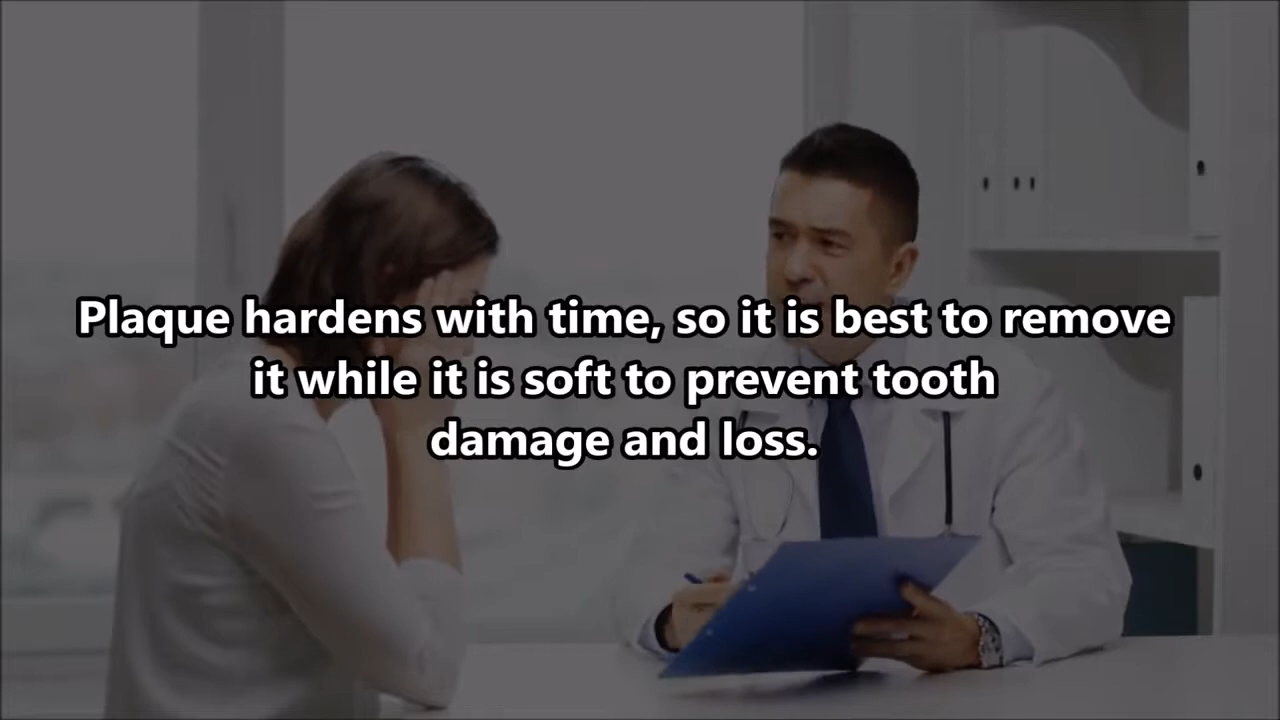 Plaque hardens with time, so it is best to remove
it while it is soft to prevent tooth
damage and loss.